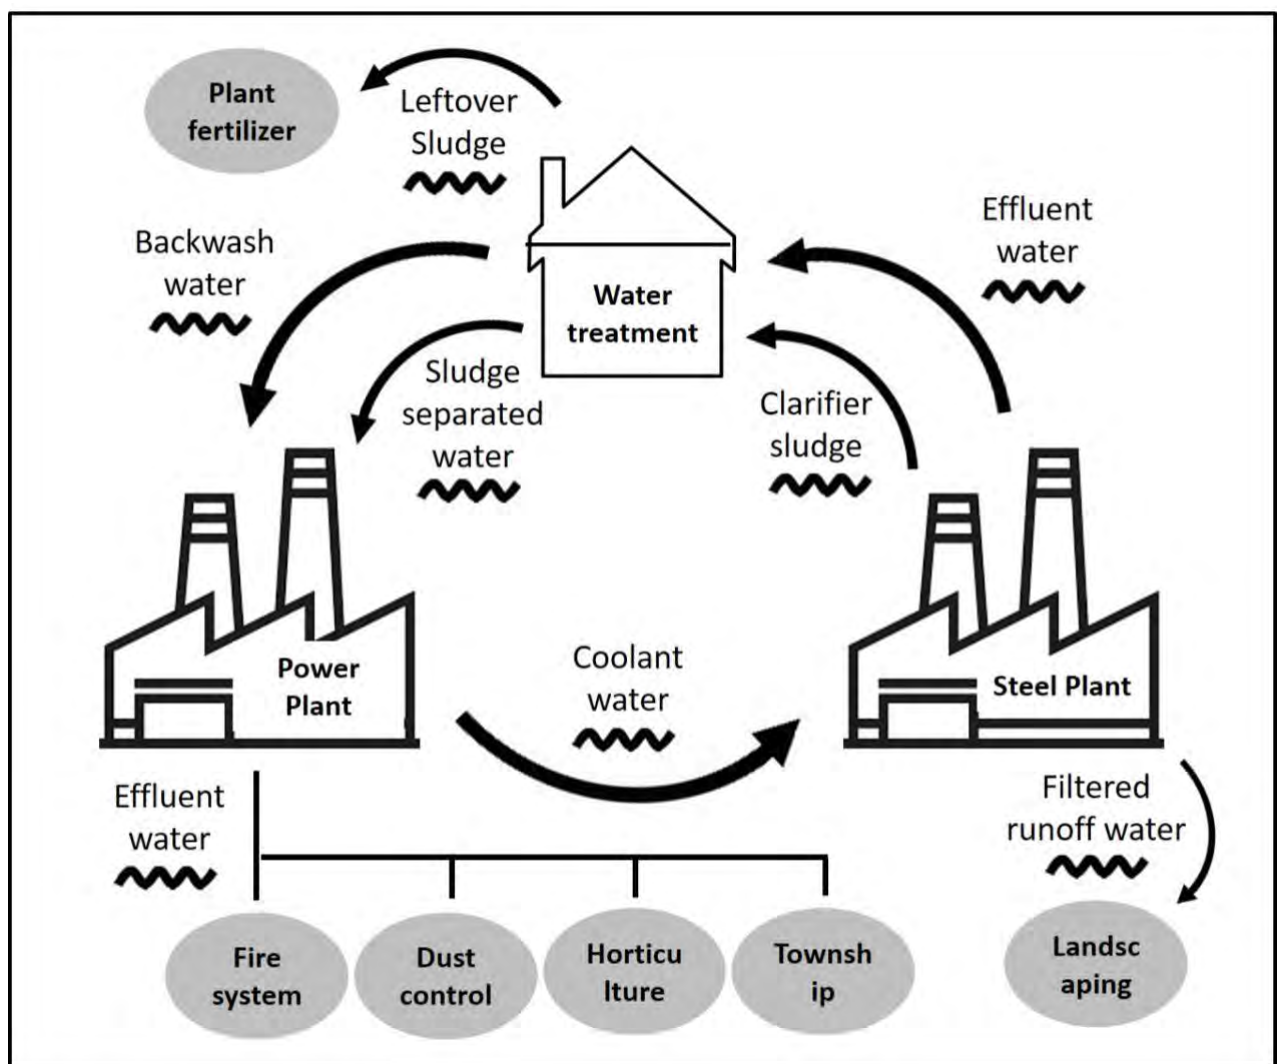 Plant
fertilizer
Leftover
Sludge
Effluent
water
Backwash
water
Water
treatment
Sludge
separated
water
Clarifier
sludge
Power
Plant
Coolant
water
Steel Plant
Effluent
water
Filtered
runoff water
Fire
system
Dust
control
Horticu
lture
Townsh
ip
Landsc
aping